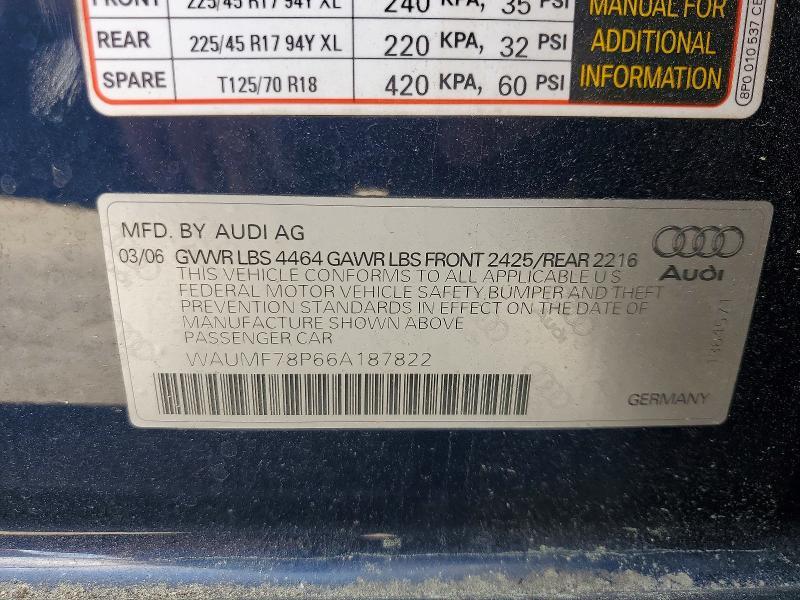 FRONT 225/45 R17 94Y XL 240 KPA, 35 PSI
REAR 225/45 R17 94Y XL 220 KPA, 32 PSI
SPARE T125/70 R18 420 KPA, 60 PSI
MANUAL FOR
ADDITIONAL
INFORMATION
8P0 010 537 CE
MFD. BY AUDI AG
03/06 GVWR LBS 4464 GAWR LBS FRONT 2425/REAR 2216
THIS VEHICLE CONFORMS TO ALL APPLICABLE U S
FEDERAL MOTOR VEHICLE SAFETY, BUMPER AND THEFT
PREVENTION STANDARDS IN EFFECT ON THE DATE OF
MANUFACTURE SHOWN ABOVE
PASSENGER CAR
WAUMF78P66A187822
Audi
GERMANY